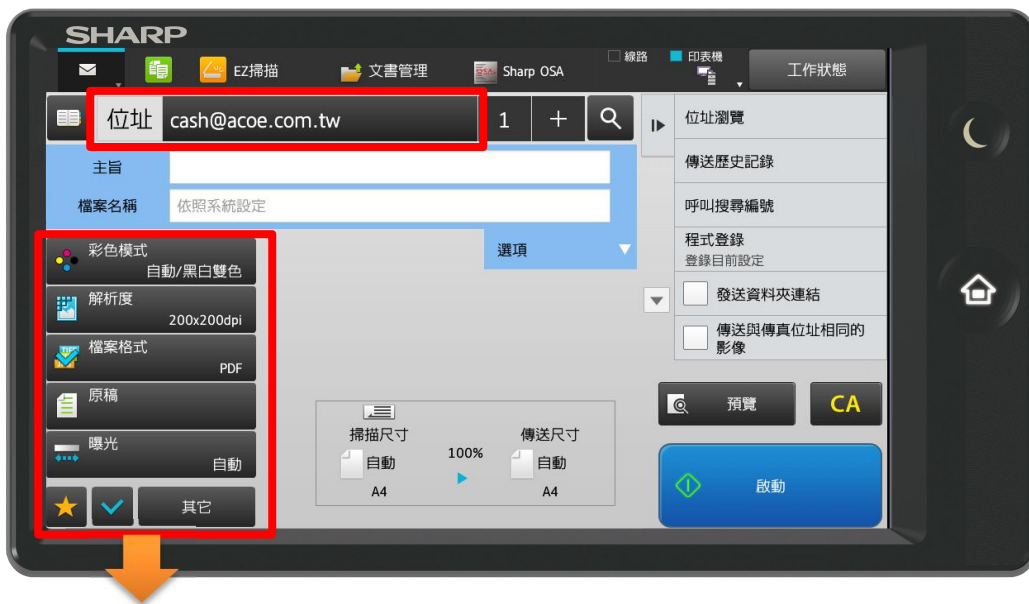 SHARP
EZ掃描 文書管理 Sharp OSA 線路 印表機 工作狀態
位址 cash@acoe.com.tw 1 + 位址瀏覽
主旨 傳送歷史記錄
檔案名稱 依照系統設定 呼叫搜尋編號
選項 程式登錄
登錄目前設定
彩色模式
自動/黑白雙色
發送資料夾連結
解析度
200x200dpi
傳送與傳真位址相同的
影像
檔案格式
PDF
原稿
預覽 CA
曝光
自動
掃描尺寸 100% 傳送尺寸
自動 自動
A4 A4
啟動
其它